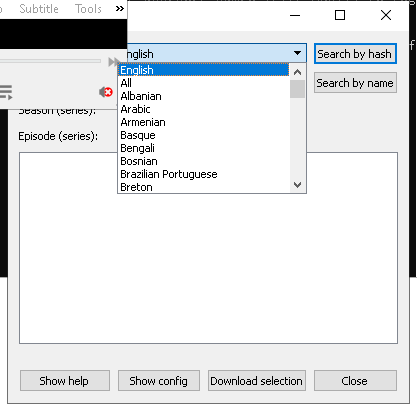 Subtitle Tools »
English
Search by hash
English
All
Search by name
Albanian
Arabic
Season (series):
Armenian
Basque
Episode (series):
Bengali
Bosnian
Brazilian Portuguese
Breton
Show help
Show config
Download selection
Close